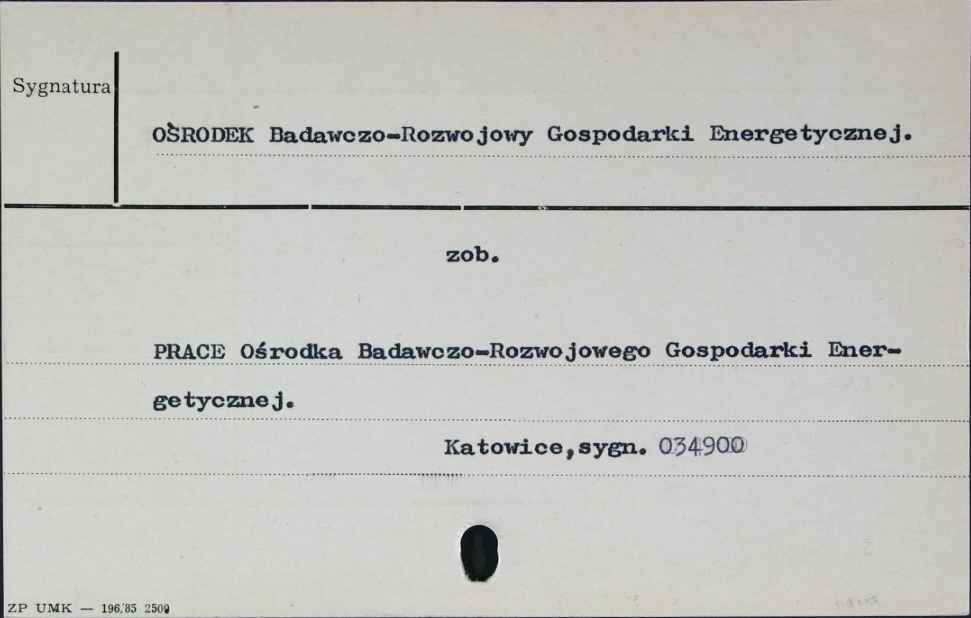 Sygnatura
OŚRODEK Badawczo-Rozwojowy Gospodarki Energetycznej.
zob.
PRACE Ośrodka Badawczo-Rozwojowego Gospodarki Ener-
getycznej.
Katowice,sygn. 034900
ZP UMK — 196/85 2500